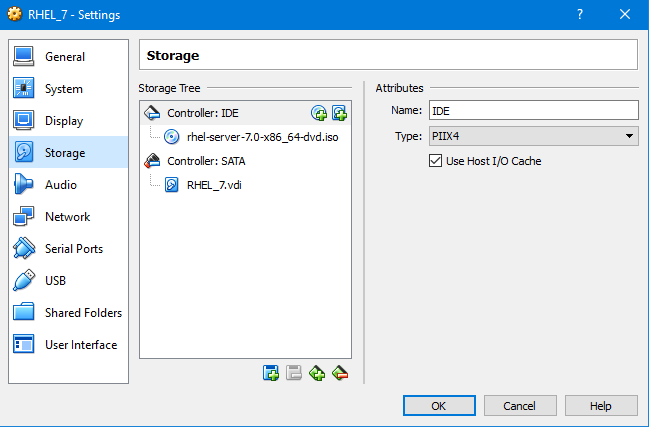 RHEL_7 - Settings
?
General
System
Display
Storage
Audio
Network
Serial Ports
USB
Shared Folders
User Interface
Storage
Storage Tree
Controller: IDE
rhel-server-7.0-x86_64-dvd.iso
Controller: SATA
RHEL_7.vdi
Attributes
Name: IDE
Type: PIIX4
Use Host I/O Cache
OK Cancel Help